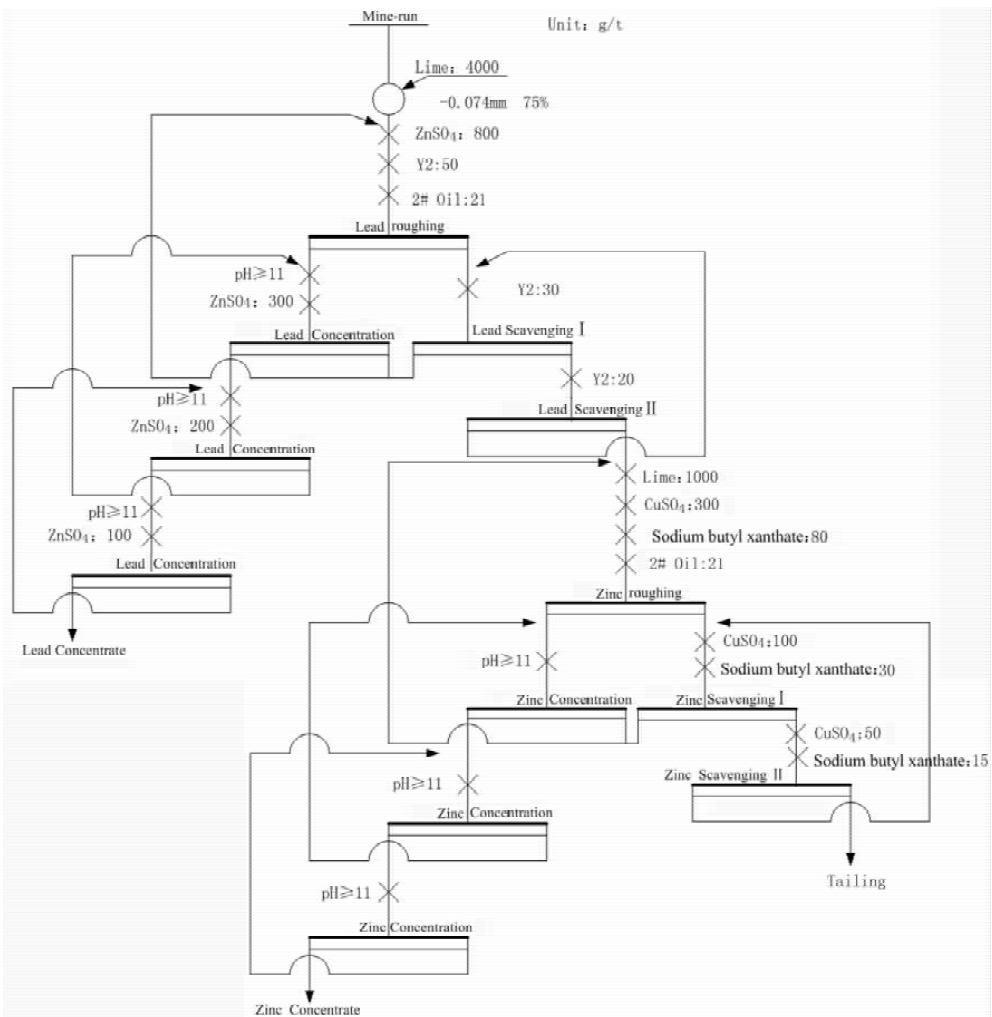 Mine-run
Unit: g/t
Lime: 4000
-0.074mm 75%
ZnSO4: 800
Y2:50
2# Oil:21
Lead roughing
pH≥11
ZnSO4: 300
Y2:30
Lead Concentration
Lead Scavenging Ⅰ
pH≥11
ZnSO4: 200
Y2:20
Lead Scavenging Ⅱ
Lead Concentration
Lime:1000
CuSO4:300
pH≥11
ZnSO4: 100
Sodium butyl xanthate:80
2# Oil:21
Lead Concentration
Zinc roughing
Lead Concentrate
CuSO4:100
pH≥11
Sodium butyl xanthate:30
Zinc Concentration
Zinc Scavenging Ⅰ
CuSO4:50
Sodium butyl xanthate:15
pH≥11
Zinc Scavenging Ⅱ
Zinc Concentration
Tailing
pH≥11
Zinc Concentration
Zinc Concentrate